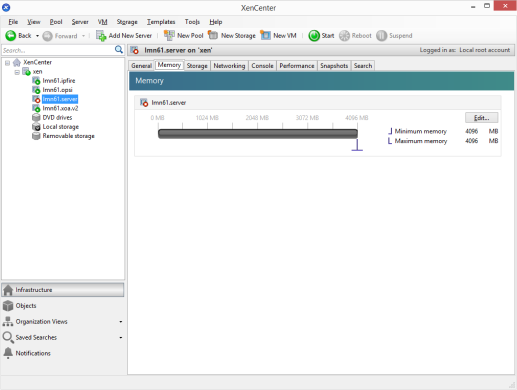 XenCenter
File View Pool Server VM Storage Templates Tools Help
Back Forward Add New Server New Pool New Storage New VM Start Reboot Suspend
Search...
lmn61.server on 'xen' Logged in as: Local root account
XenCenter
xen
lmn61.ipfire
lmn61.opsi
lmn61.server
lmn61.xoa.v2
DVD drives
Local storage
Removable storage
General Memory Storage Networking Console Performance Snapshots Search
Memory
lmn61.server
0 MB 1024 MB 2048 MB 3072 MB 4096 MB
Edit...
Minimum memory 4096 MB
Maximum memory 4096 MB
Infrastructure
Objects
Organization Views
Saved Searches
Notifications